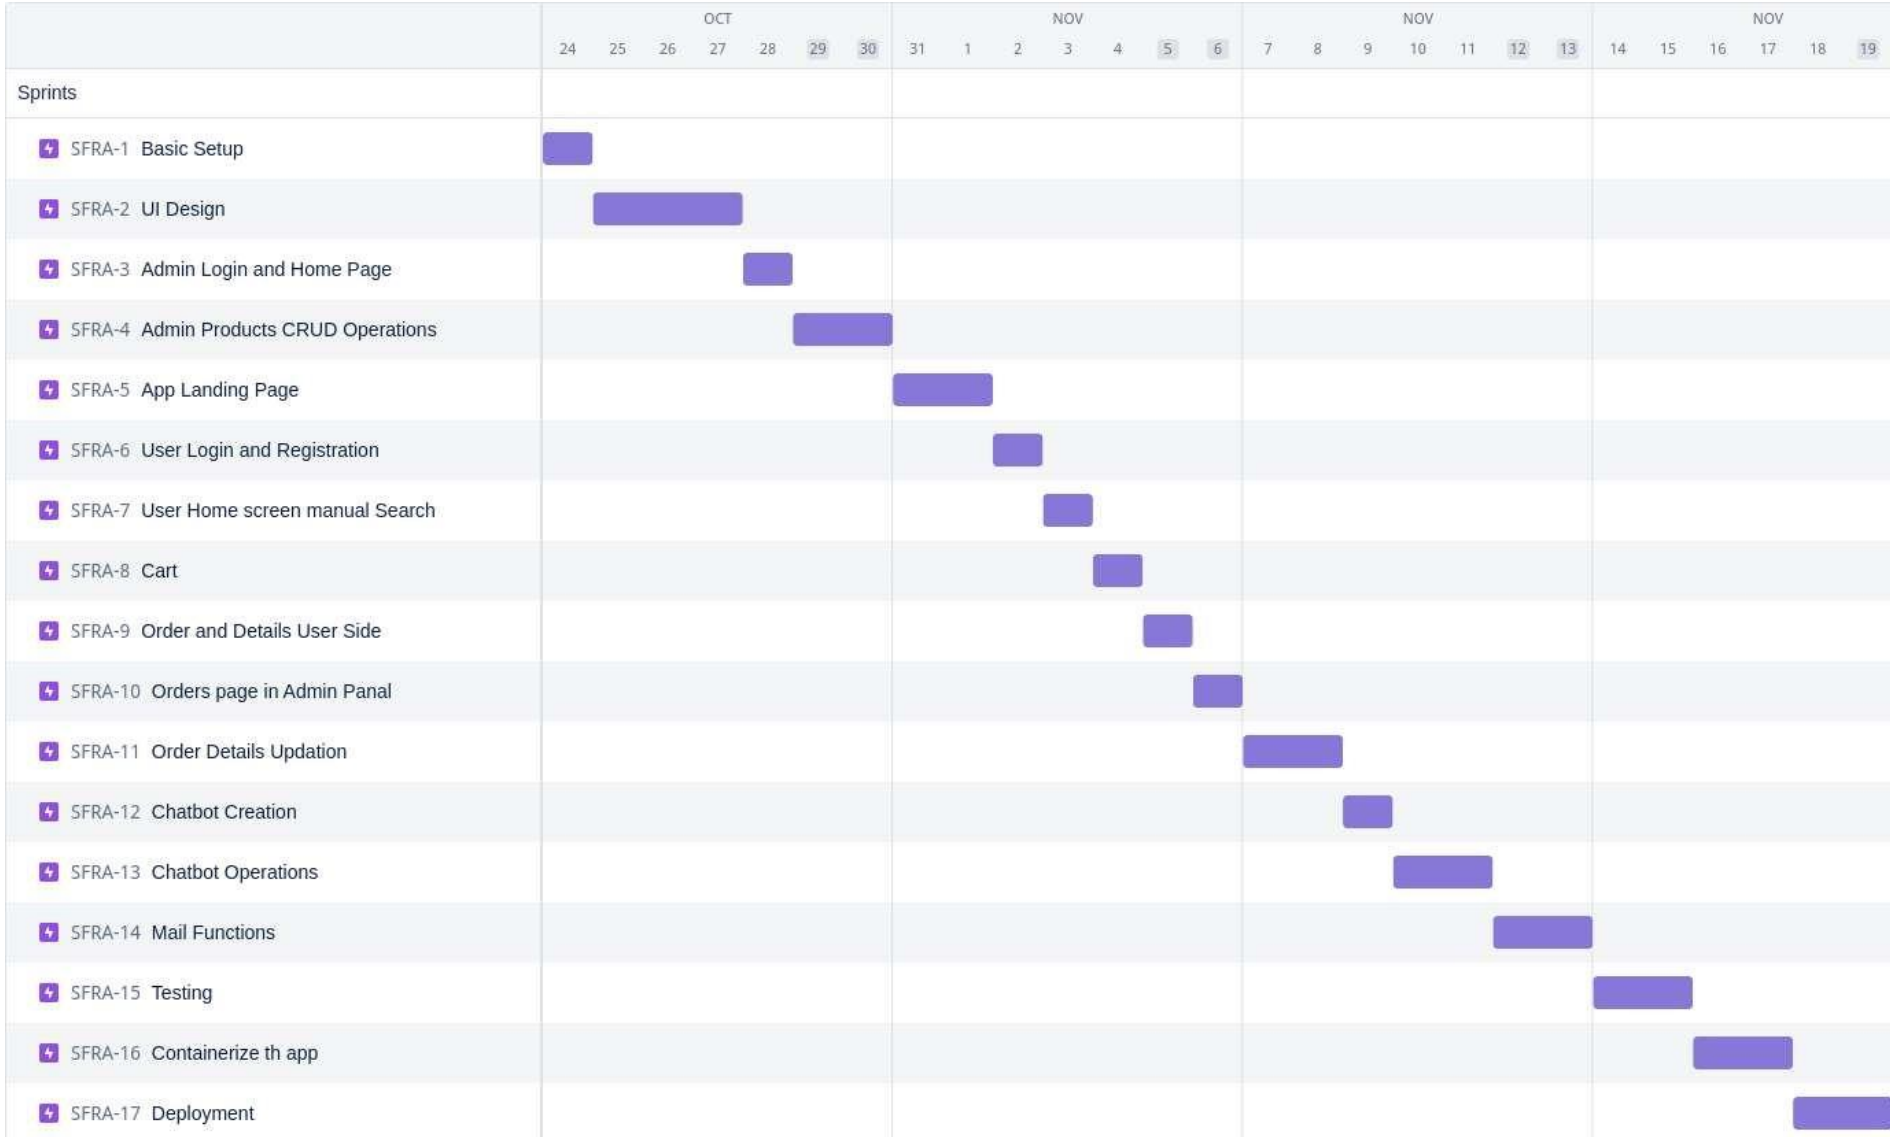 OCT NOV NOV NOV
24 25 26 27 28 29 30 31 1 2 3 4 5 6 7 8 9 10 11 12 13 14 15 16 17 18 19
Sprints
SFRA-1 Basic Setup
SFRA-2 UI Design
SFRA-3 Admin Login and Home Page
SFRA-4 Admin Products CRUD Operations
SFRA-5 App Landing Page
SFRA-6 User Login and Registration
SFRA-7 User Home screen manual Search
SFRA-8 Cart
SFRA-9 Order and Details User Side
SFRA-10 Orders page in Admin Panal
SFRA-11 Order Details Updation
SFRA-12 Chatbot Creation
SFRA-13 Chatbot Operations
SFRA-14 Mail Functions
SFRA-15 Testing
SFRA-16 Containerize th app
SFRA-17 Deployment